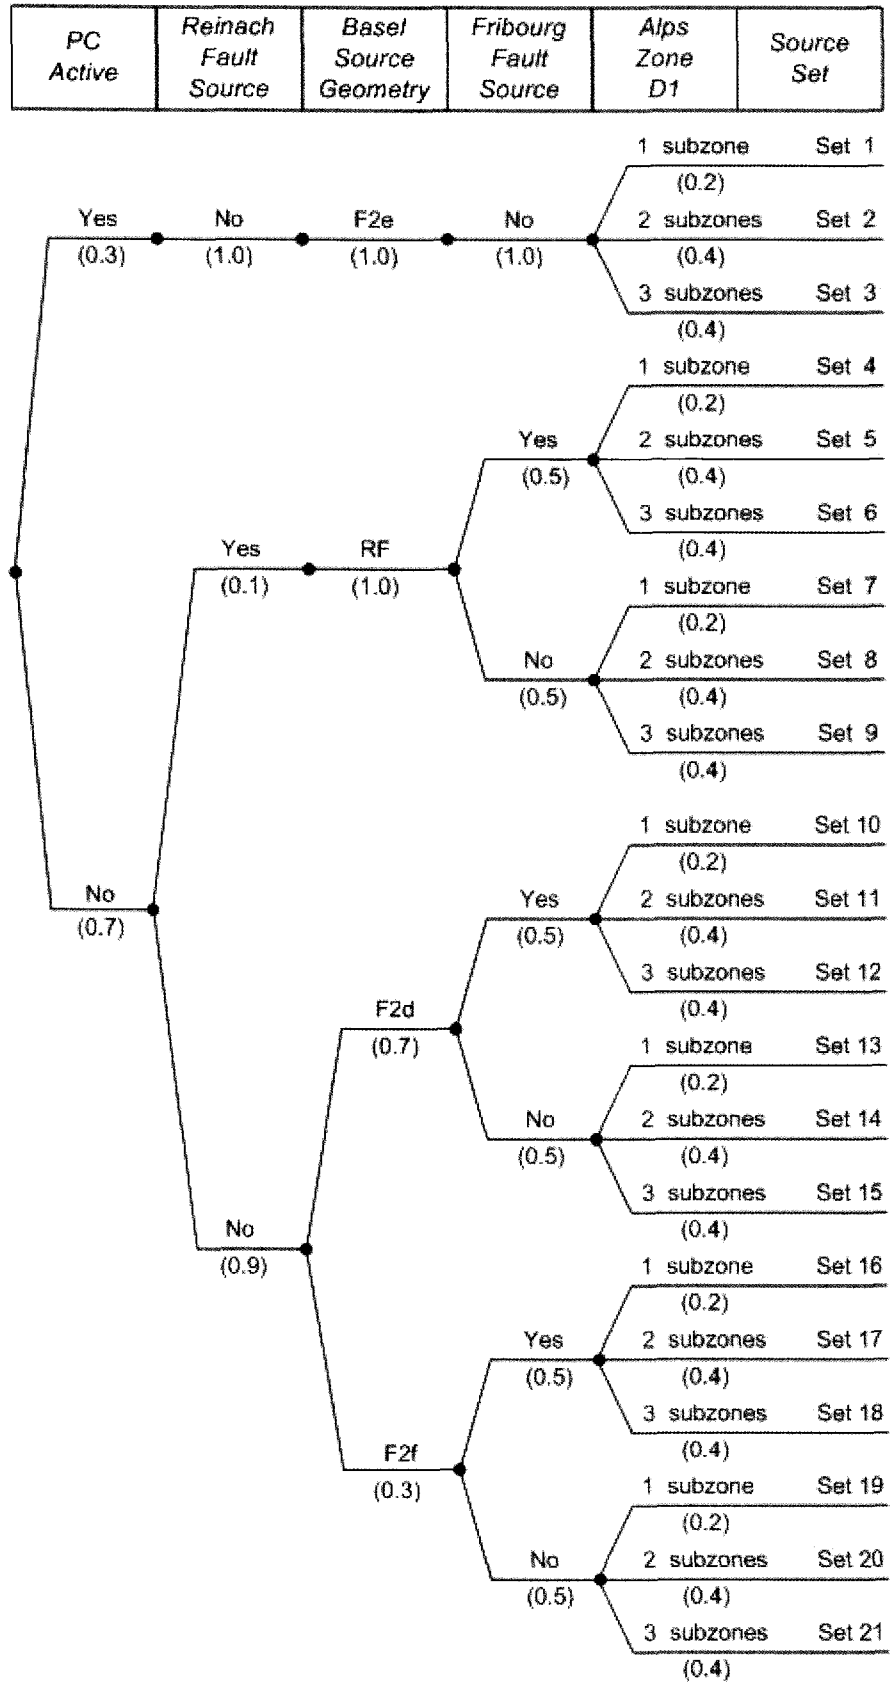 PC Active
Reinach Fault Source
Basel Source Geometry
Fribourg Fault Source
Alps Zone D1
Source Set
1 subzone Set 1
(0.2)
Yes No F2e No 2 subzones Set 2
(0.3) (1.0) (1.0) (1.0) (0.4)
3 subzones Set 3
(0.4)
1 subzone Set 4
(0.2)
Yes 2 subzones Set 5
(0.5) (0.4)
3 subzones Set 6
(0.4)
Yes RF 1 subzone Set 7
(0.1) (1.0) (0.2)
No 2 subzones Set 8
(0.5) (0.4)
3 subzones Set 9
(0.4)
1 subzone Set 10
(0.2)
No Yes 2 subzones Set 11
(0.7) (0.5) (0.4)
3 subzones Set 12
(0.4)
F2d 1 subzone Set 13
(0.7) (0.2)
No 2 subzones Set 14
(0.5) (0.4)
3 subzones Set 15
(0.4)
No 1 subzone Set 16
(0.9) (0.2)
Yes 2 subzones Set 17
(0.5) (0.4)
3 subzones Set 18
(0.4)
F2f 1 subzone Set 19
(0.3) (0.2)
No 2 subzones Set 20
(0.5) (0.4)
3 subzones Set 21
(0.4)